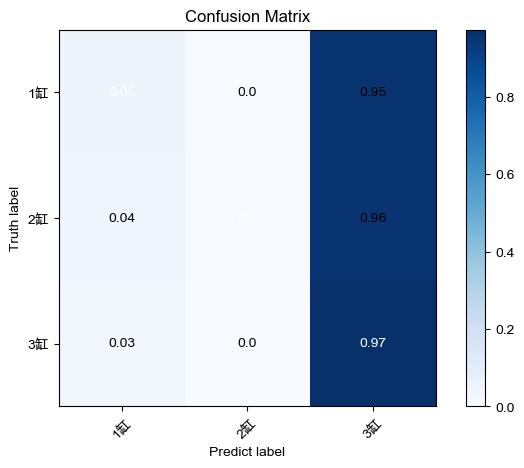 Confusion Matrix
1缸 0.05 0.0 0.95
0.8
0.6
2缸 0.04 0.0 0.96
Truth label
0.4
3缸 0.03 0.0 0.97
0.2
0.0
1缸 2缸 3缸
Predict label